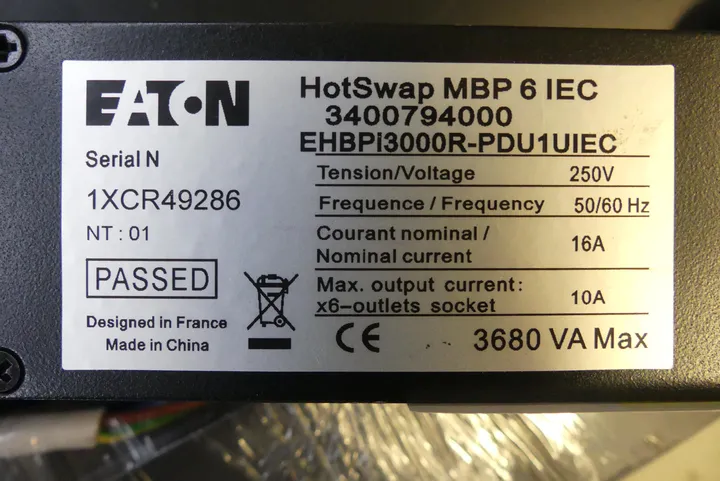 EATON
Serial N
1XCR49286
NT : 01
PASSED
Designed in France
Made in China
HotSwap MBP 6 IEC
3400794000
EHBPi3000R-PDU1UIEC
Tension/Voltage 250V
Frequence / Frequency 50/60 Hz
Courant nominal /
Nominal current 16A
Max. output current:
x6-outlets socket 10A
CE 3680 VA Max